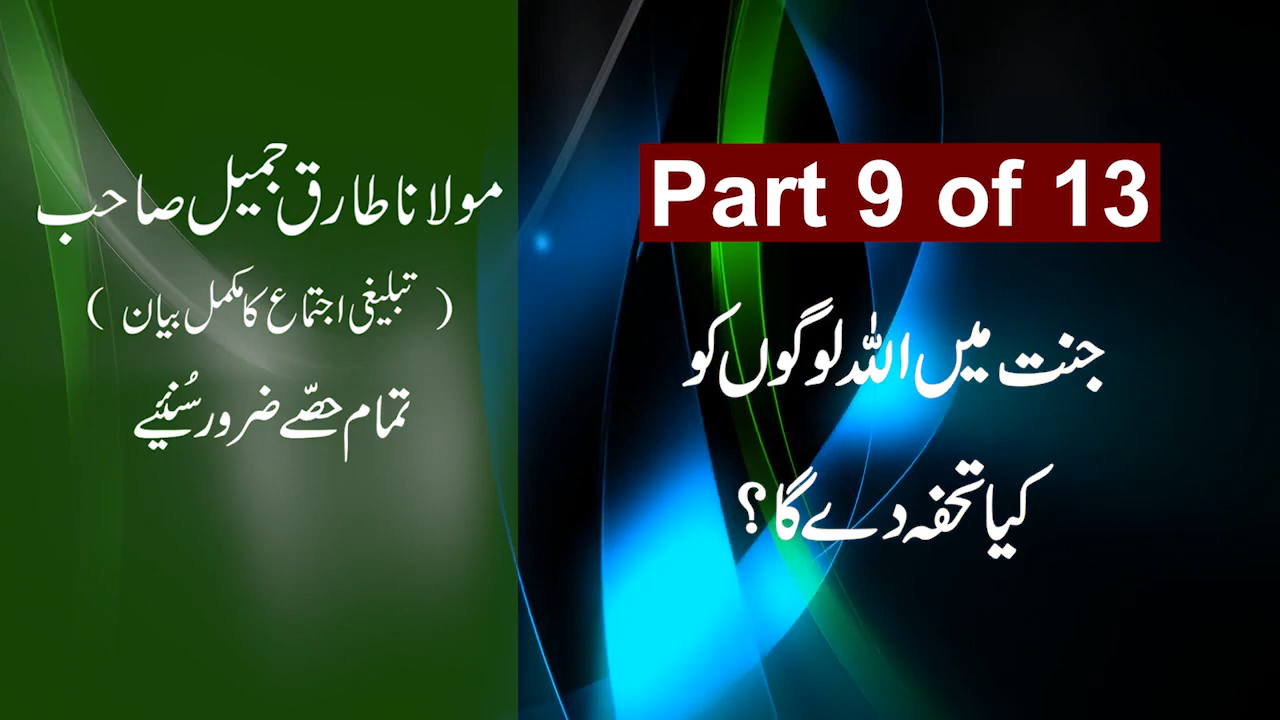 مولانا طارق جمیل صاحب
( تبلیغی اجتماع کا مکمل بیان )
تمام حصّے ضرور سُنیئے
Part 9 of 13
جنت میں اللہ لوگوں کو
کیا تحفہ دے گا ؟